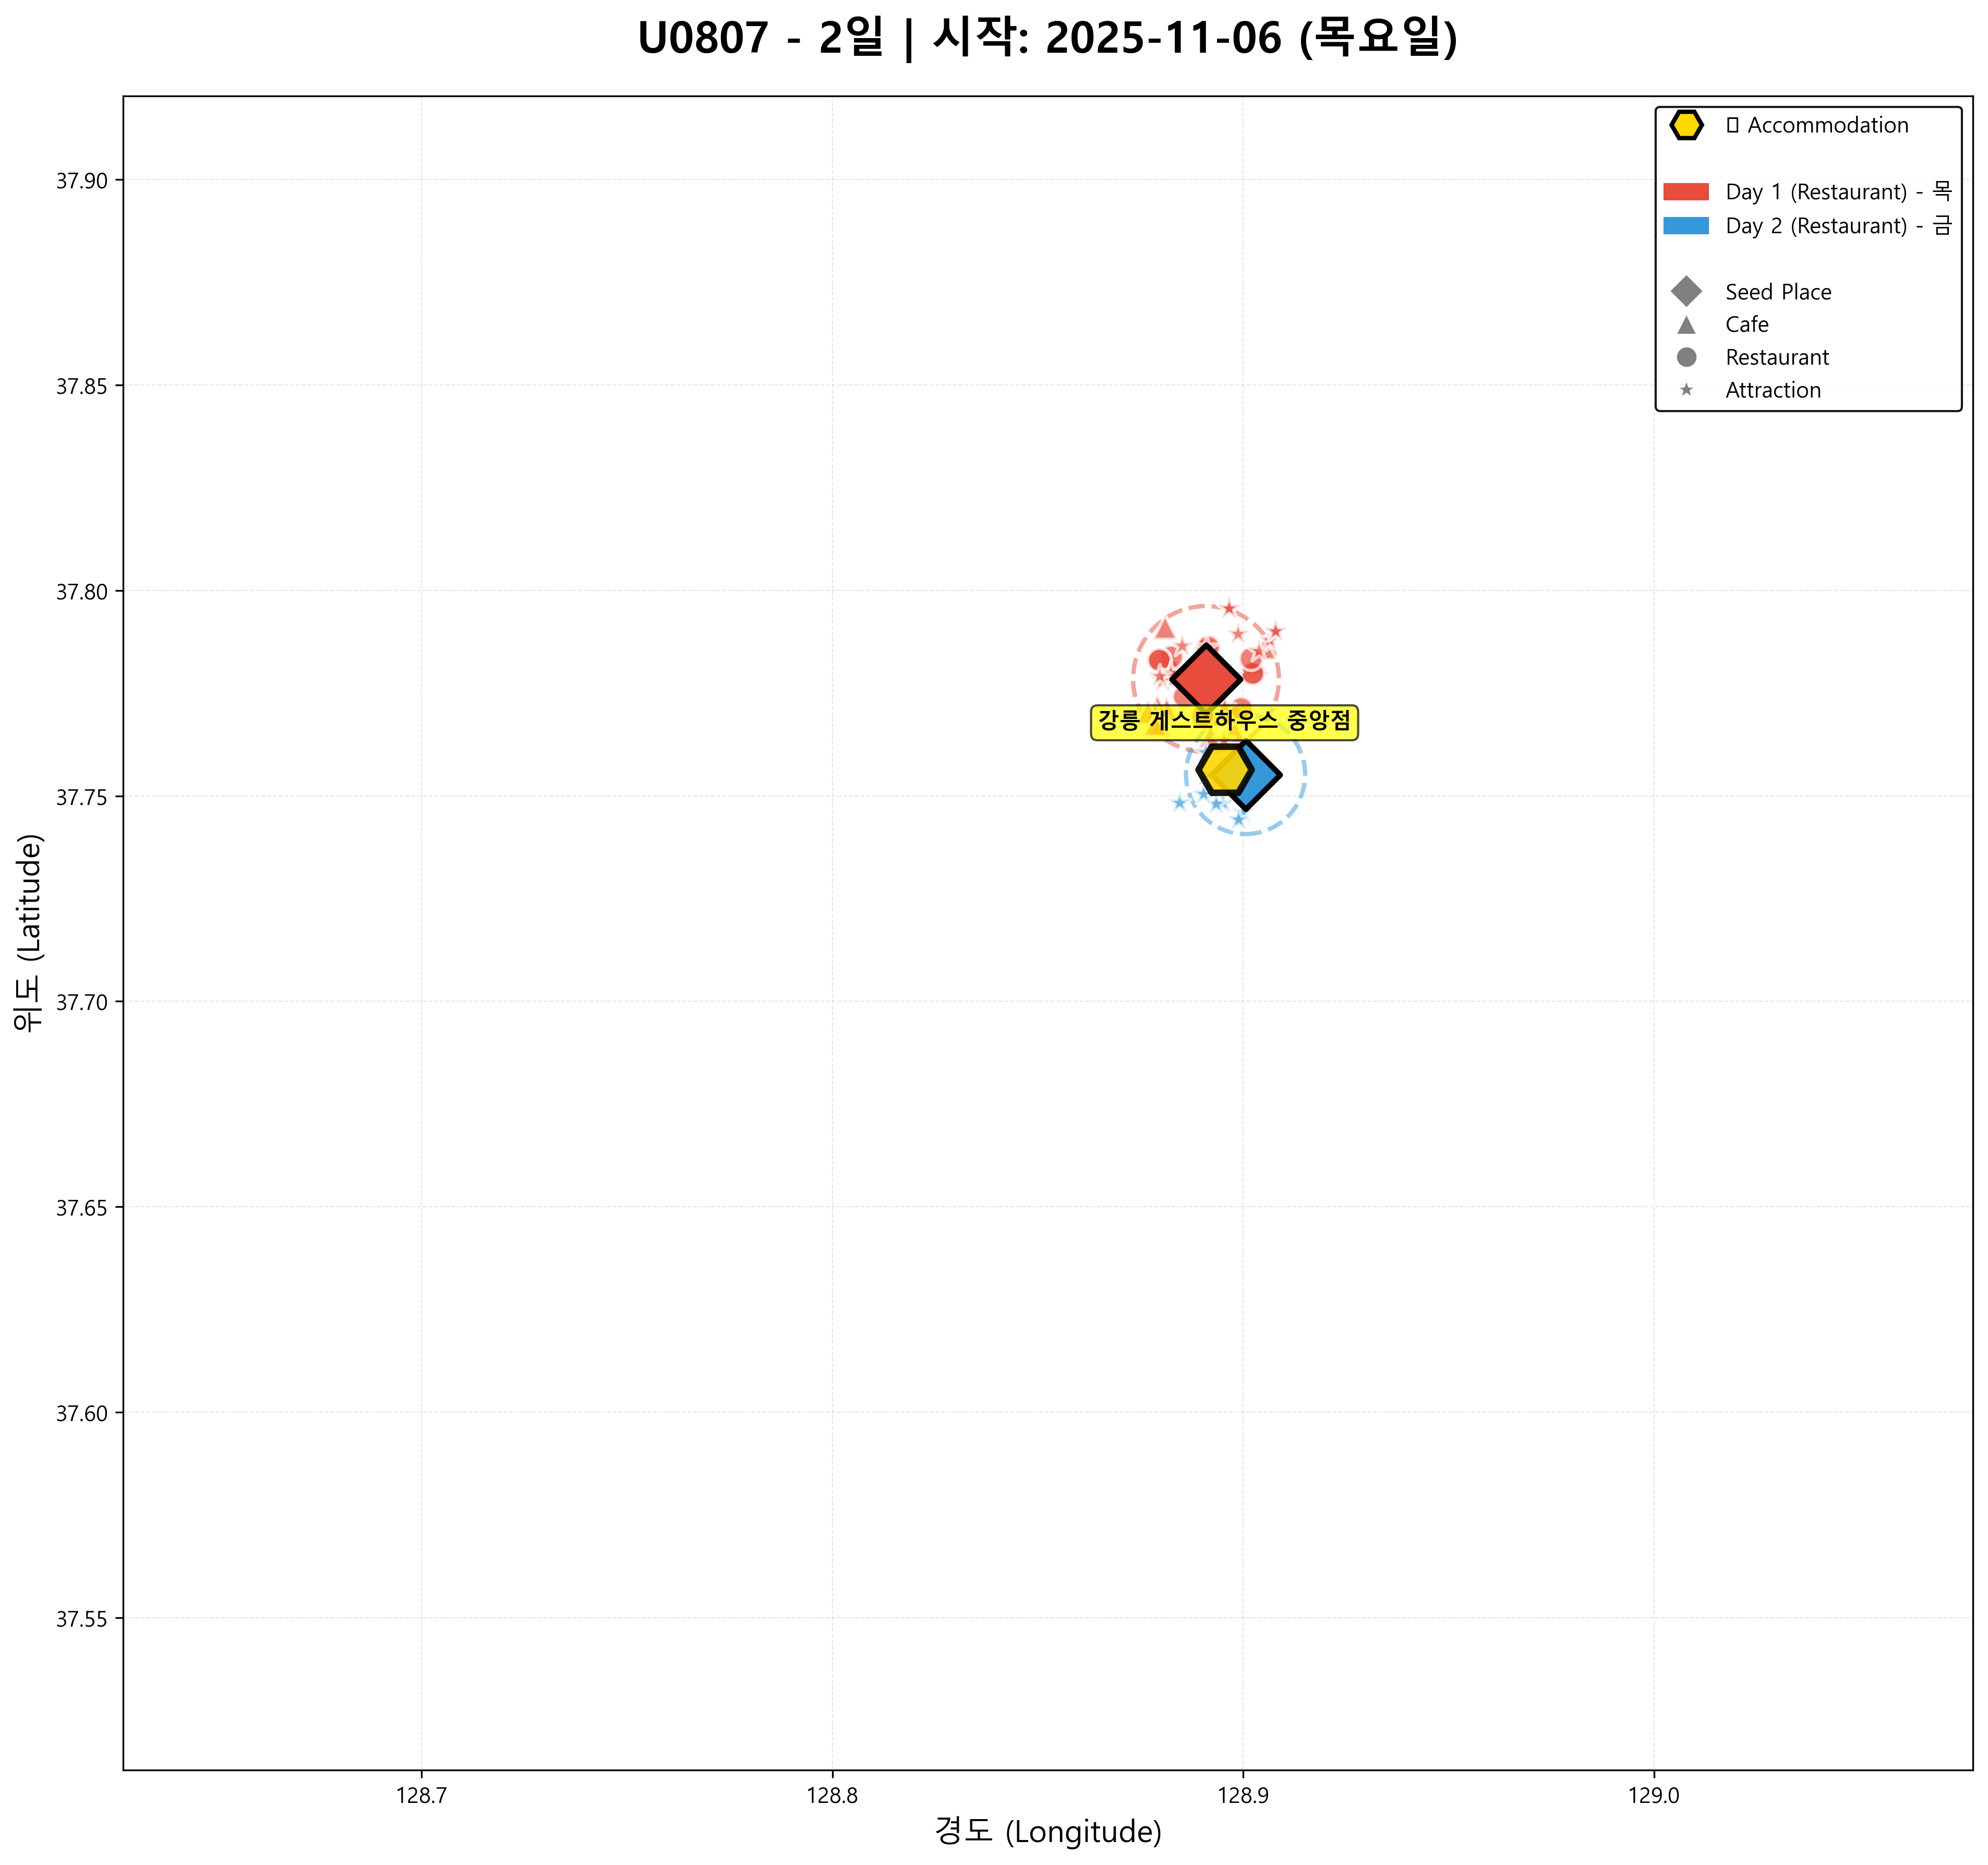 U0807 - 2일 | 시작: 2025-11-06 (목요일)
Accommodation
Day 1 (Restaurant) - 목
Day 2 (Restaurant) - 금
Seed Place
Cafe
Restaurant
Attraction
강릉 게스트하우스 중앙점
위도 (Latitude)
37.90
37.85
37.80
37.75
37.70
37.65
37.60
37.55
128.7
128.8
128.9
129.0
경도 (Longitude)